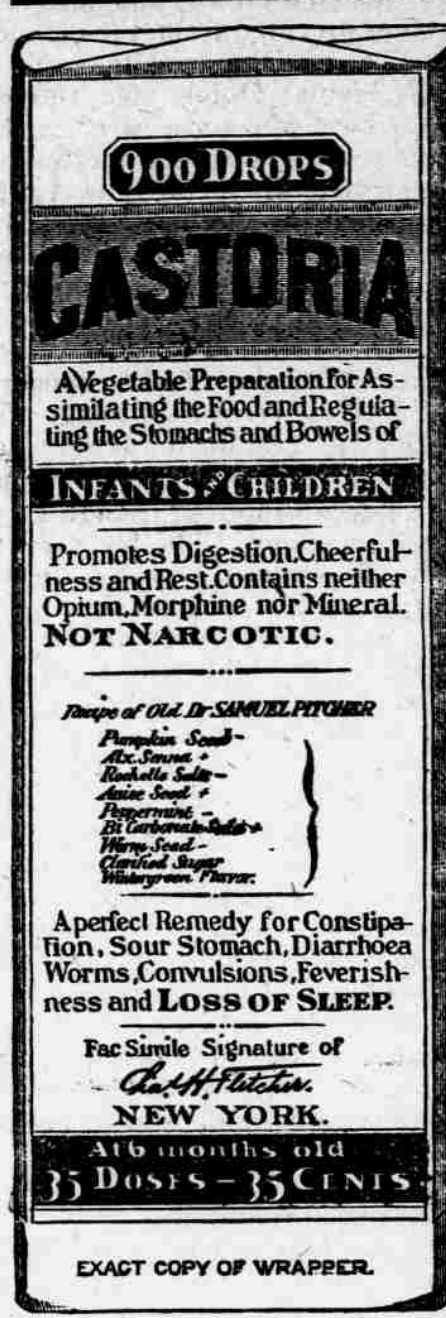 900 DROPS
CASTORIA
AVegetable Preparation for As-
similating the Food and Regula-
ting the Stomachs and Bowels of
INFANTS AND CHILDREN
Promotes Digestion,Cheerful-
ness and Rest.Contains neither
Opium,Morphine nor Mineral.
NOT NARCOTIC.
Recipe of Old Dr SAMUEL PITCHER
Pumpkin Seed -
Alx. Senna +
Rochelle Salts -
Anise Seed +
Peppermint -
Bi Carbonate Soda +
Worm Seed -
Clarified Sugar
Wintergreen Flavor.
A perfect Remedy for Constipa-
tion, Sour Stomach, Diarrhoea
Worms,Convulsions,Feverish-
ness and LOSS OF SLEEP.
Fac Simile Signature of
Chas. H. Fletcher.
NEW YORK.
At 6 months old
35 DOSES – 35 CENTS
EXACT COPY OF WRAPPER.